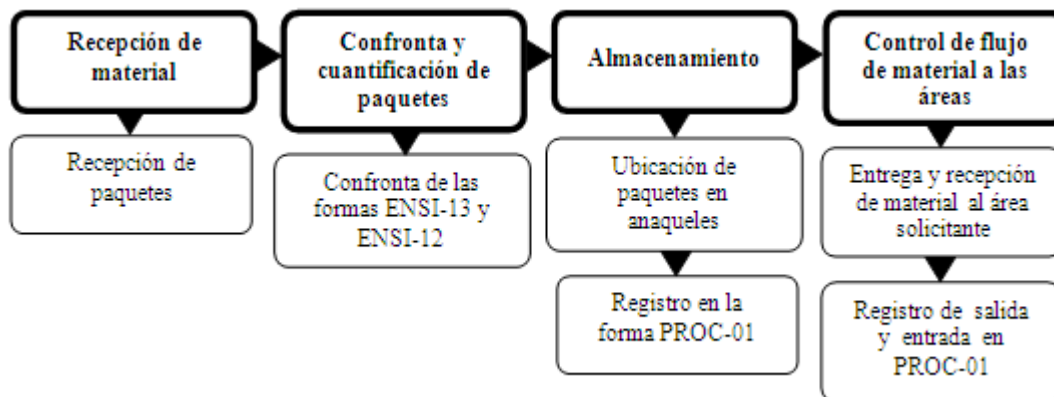 Recepción de
material
Confronta y
cuantificación de
paquetes
Almacenamiento
Control de flujo
de material a las
áreas
Recepción de
paquetes
Confronta de las
formas ENSI-13 y
ENSI-12
Ubicación de
paquetes en
anaqueles
Registro en la
forma PROC-01
Entrega y recepción
de material al área
solicitante
Registro de salida
y entrada en
PROC-01